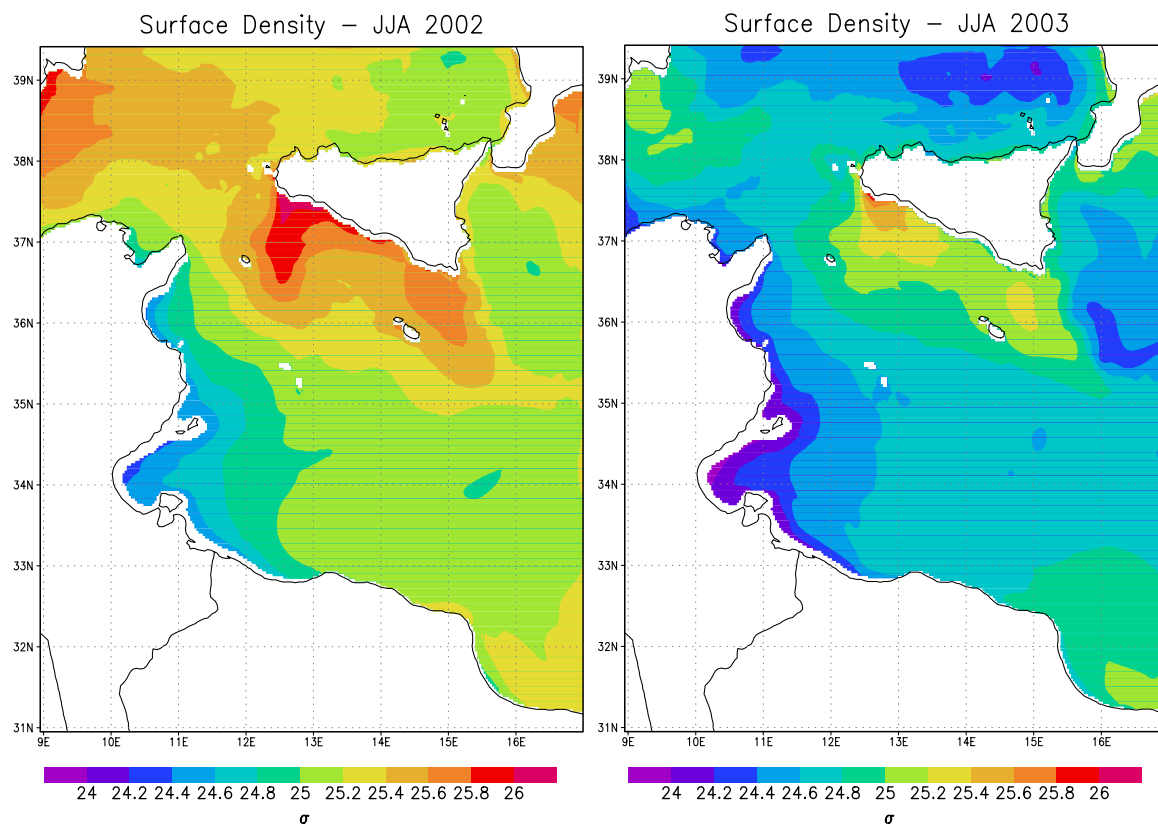 Surface Density - JJA 2002
39N
38N
37N
36N
35N
34N
33N
32N
31N
9E 10E 11E 12E 13E 14E 15E 16E
24 24.2 24.4 24.6 24.8 25 25.2 25.4 25.6 25.8 26
σ
Surface Density - JJA 2003
39N
38N
37N
36N
35N
34N
33N
32N
31N
9E 10E 11E 12E 13E 14E 15E 16E
24 24.2 24.4 24.6 24.8 25 25.2 25.4 25.6 25.8 26
σ